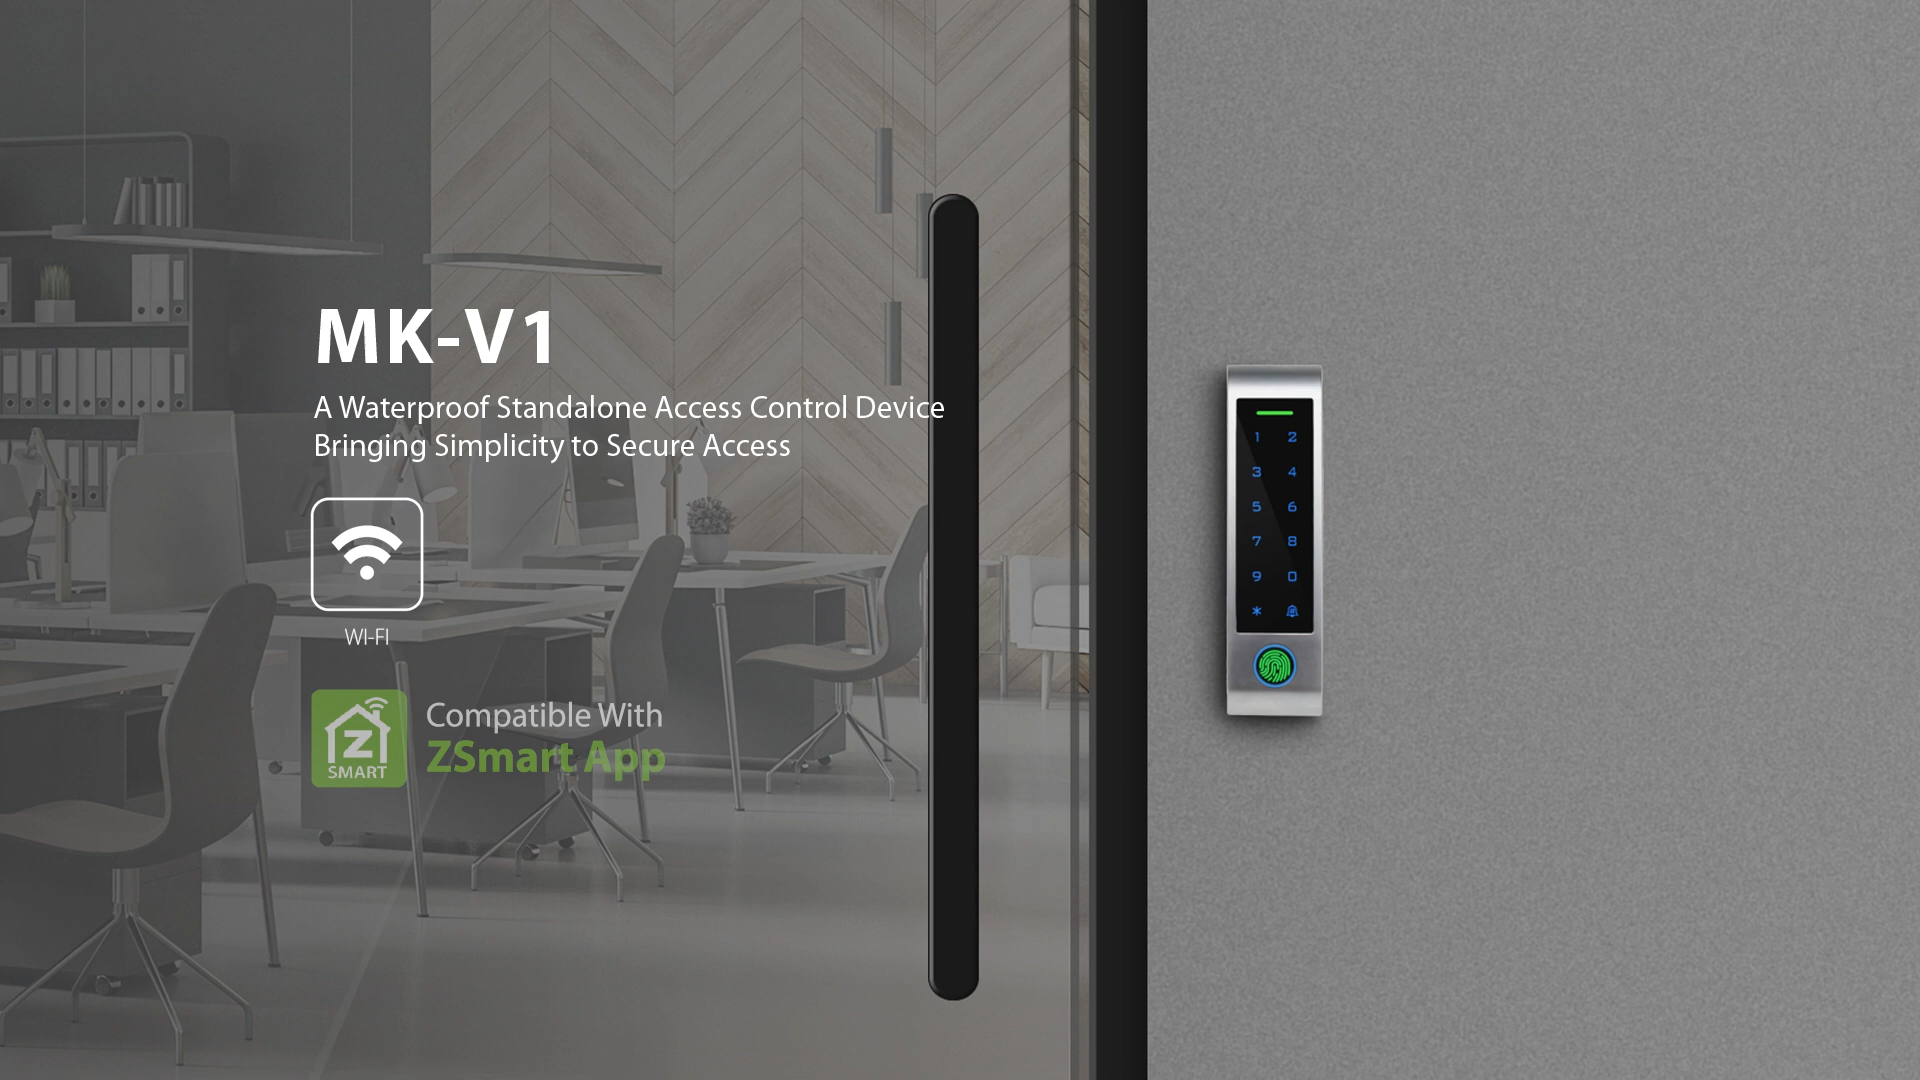 MK-V1
A Waterproof Standalone Access Control Device
Bringing Simplicity to Secure Access
WI-FI
Z
SMART
Compatible With
ZSmart App
1 2
3 4
5 6
7 8
9 0
*